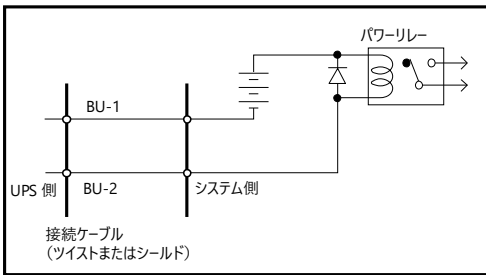 パワーリレー
BU-1
UPS 側
BU-2
システム側
接続ケーブル
（ツイストまたはシールド）